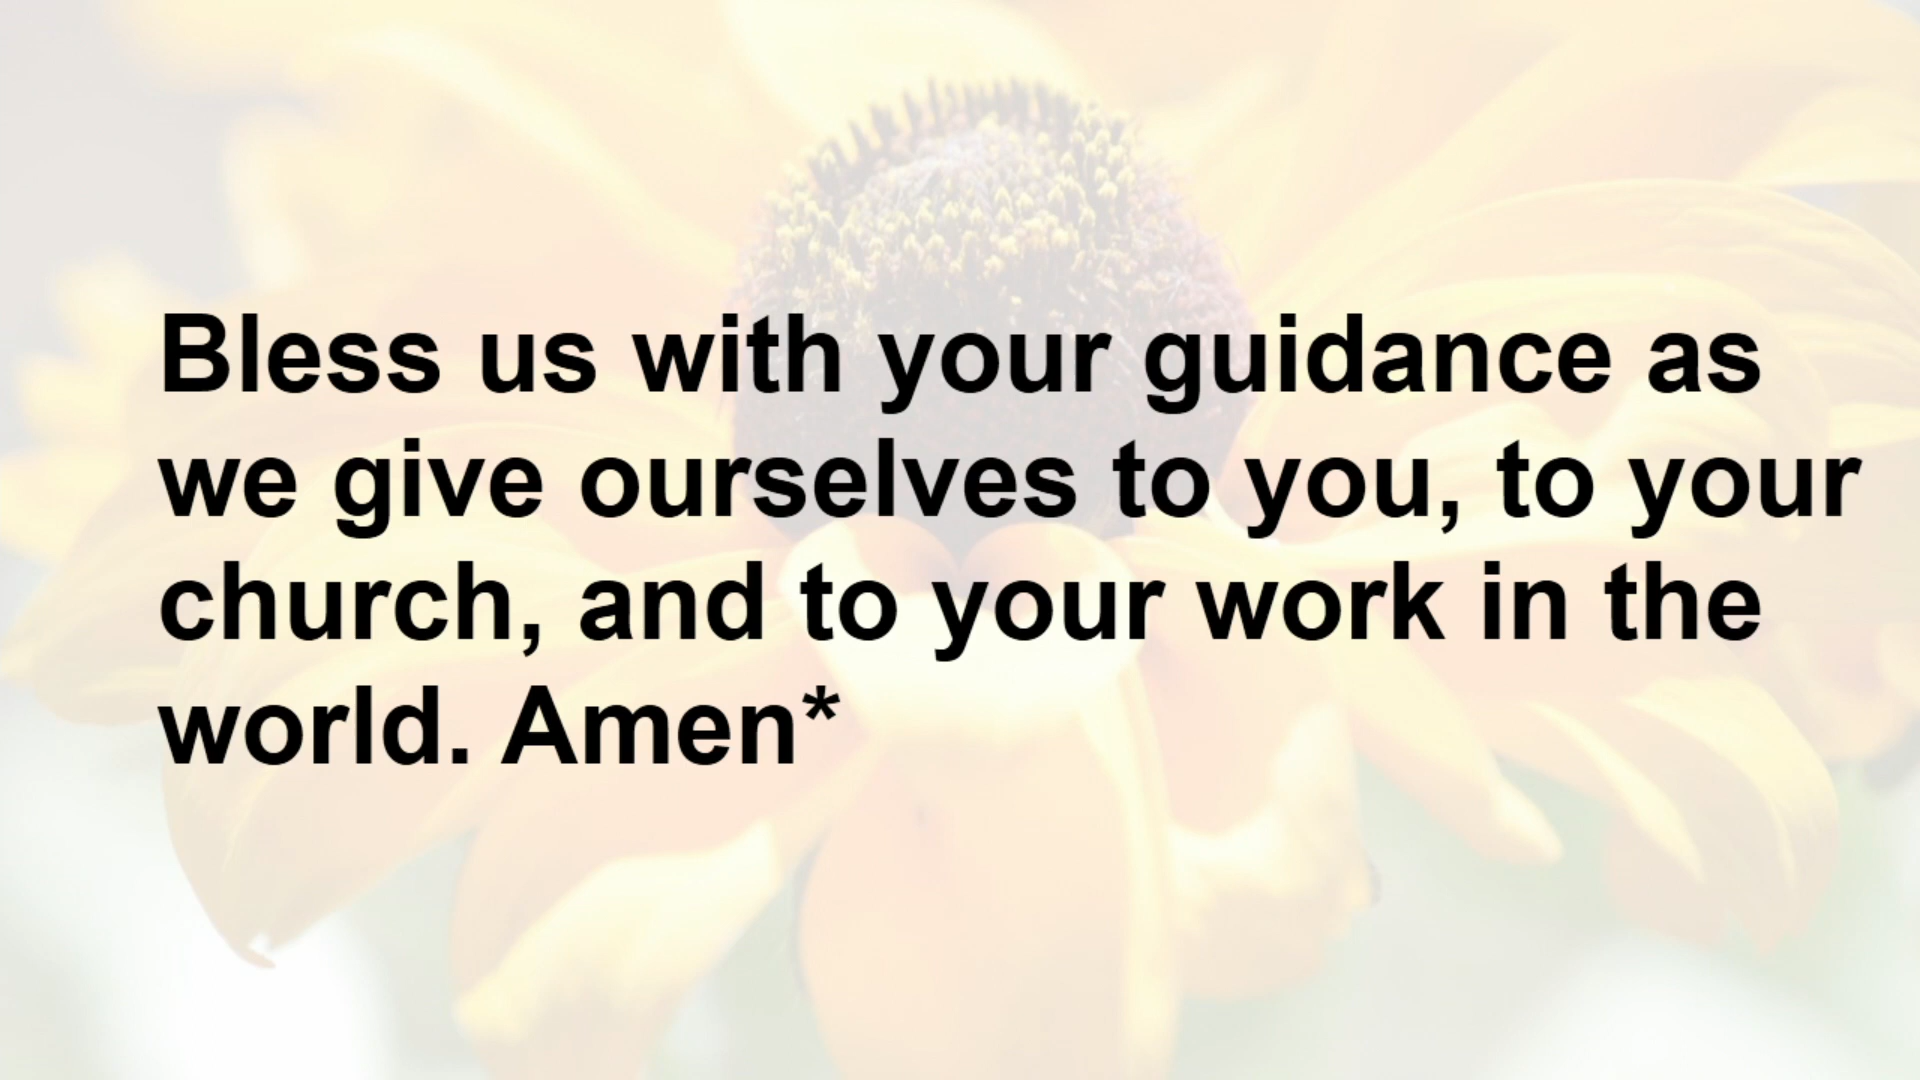 Bless us with your guidance as
we give ourselves to you, to your
church, and to your work in the
world. Amen*